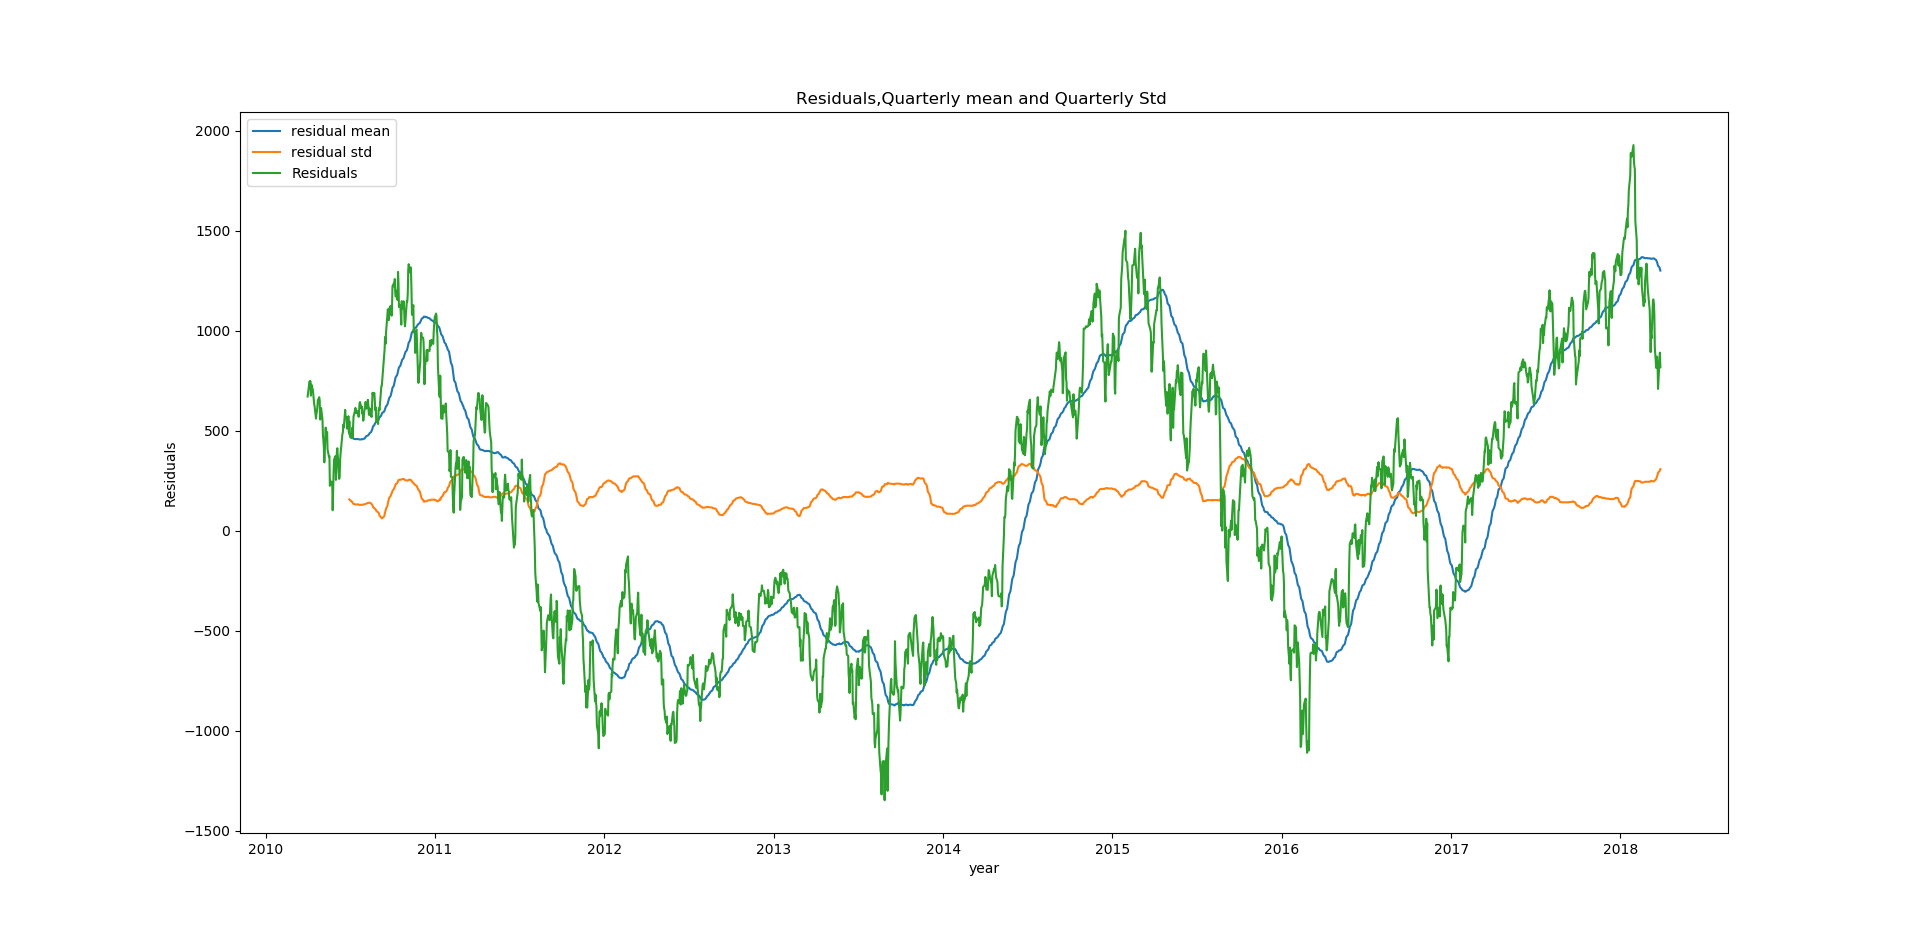 Residuals,Quarterly mean and Quarterly Std
residual mean
residual std
Residuals
2000
1500
1000
500
0
−500
−1000
−1500
Residuals
2010 2011 2012 2013 2014 2015 2016 2017 2018
year